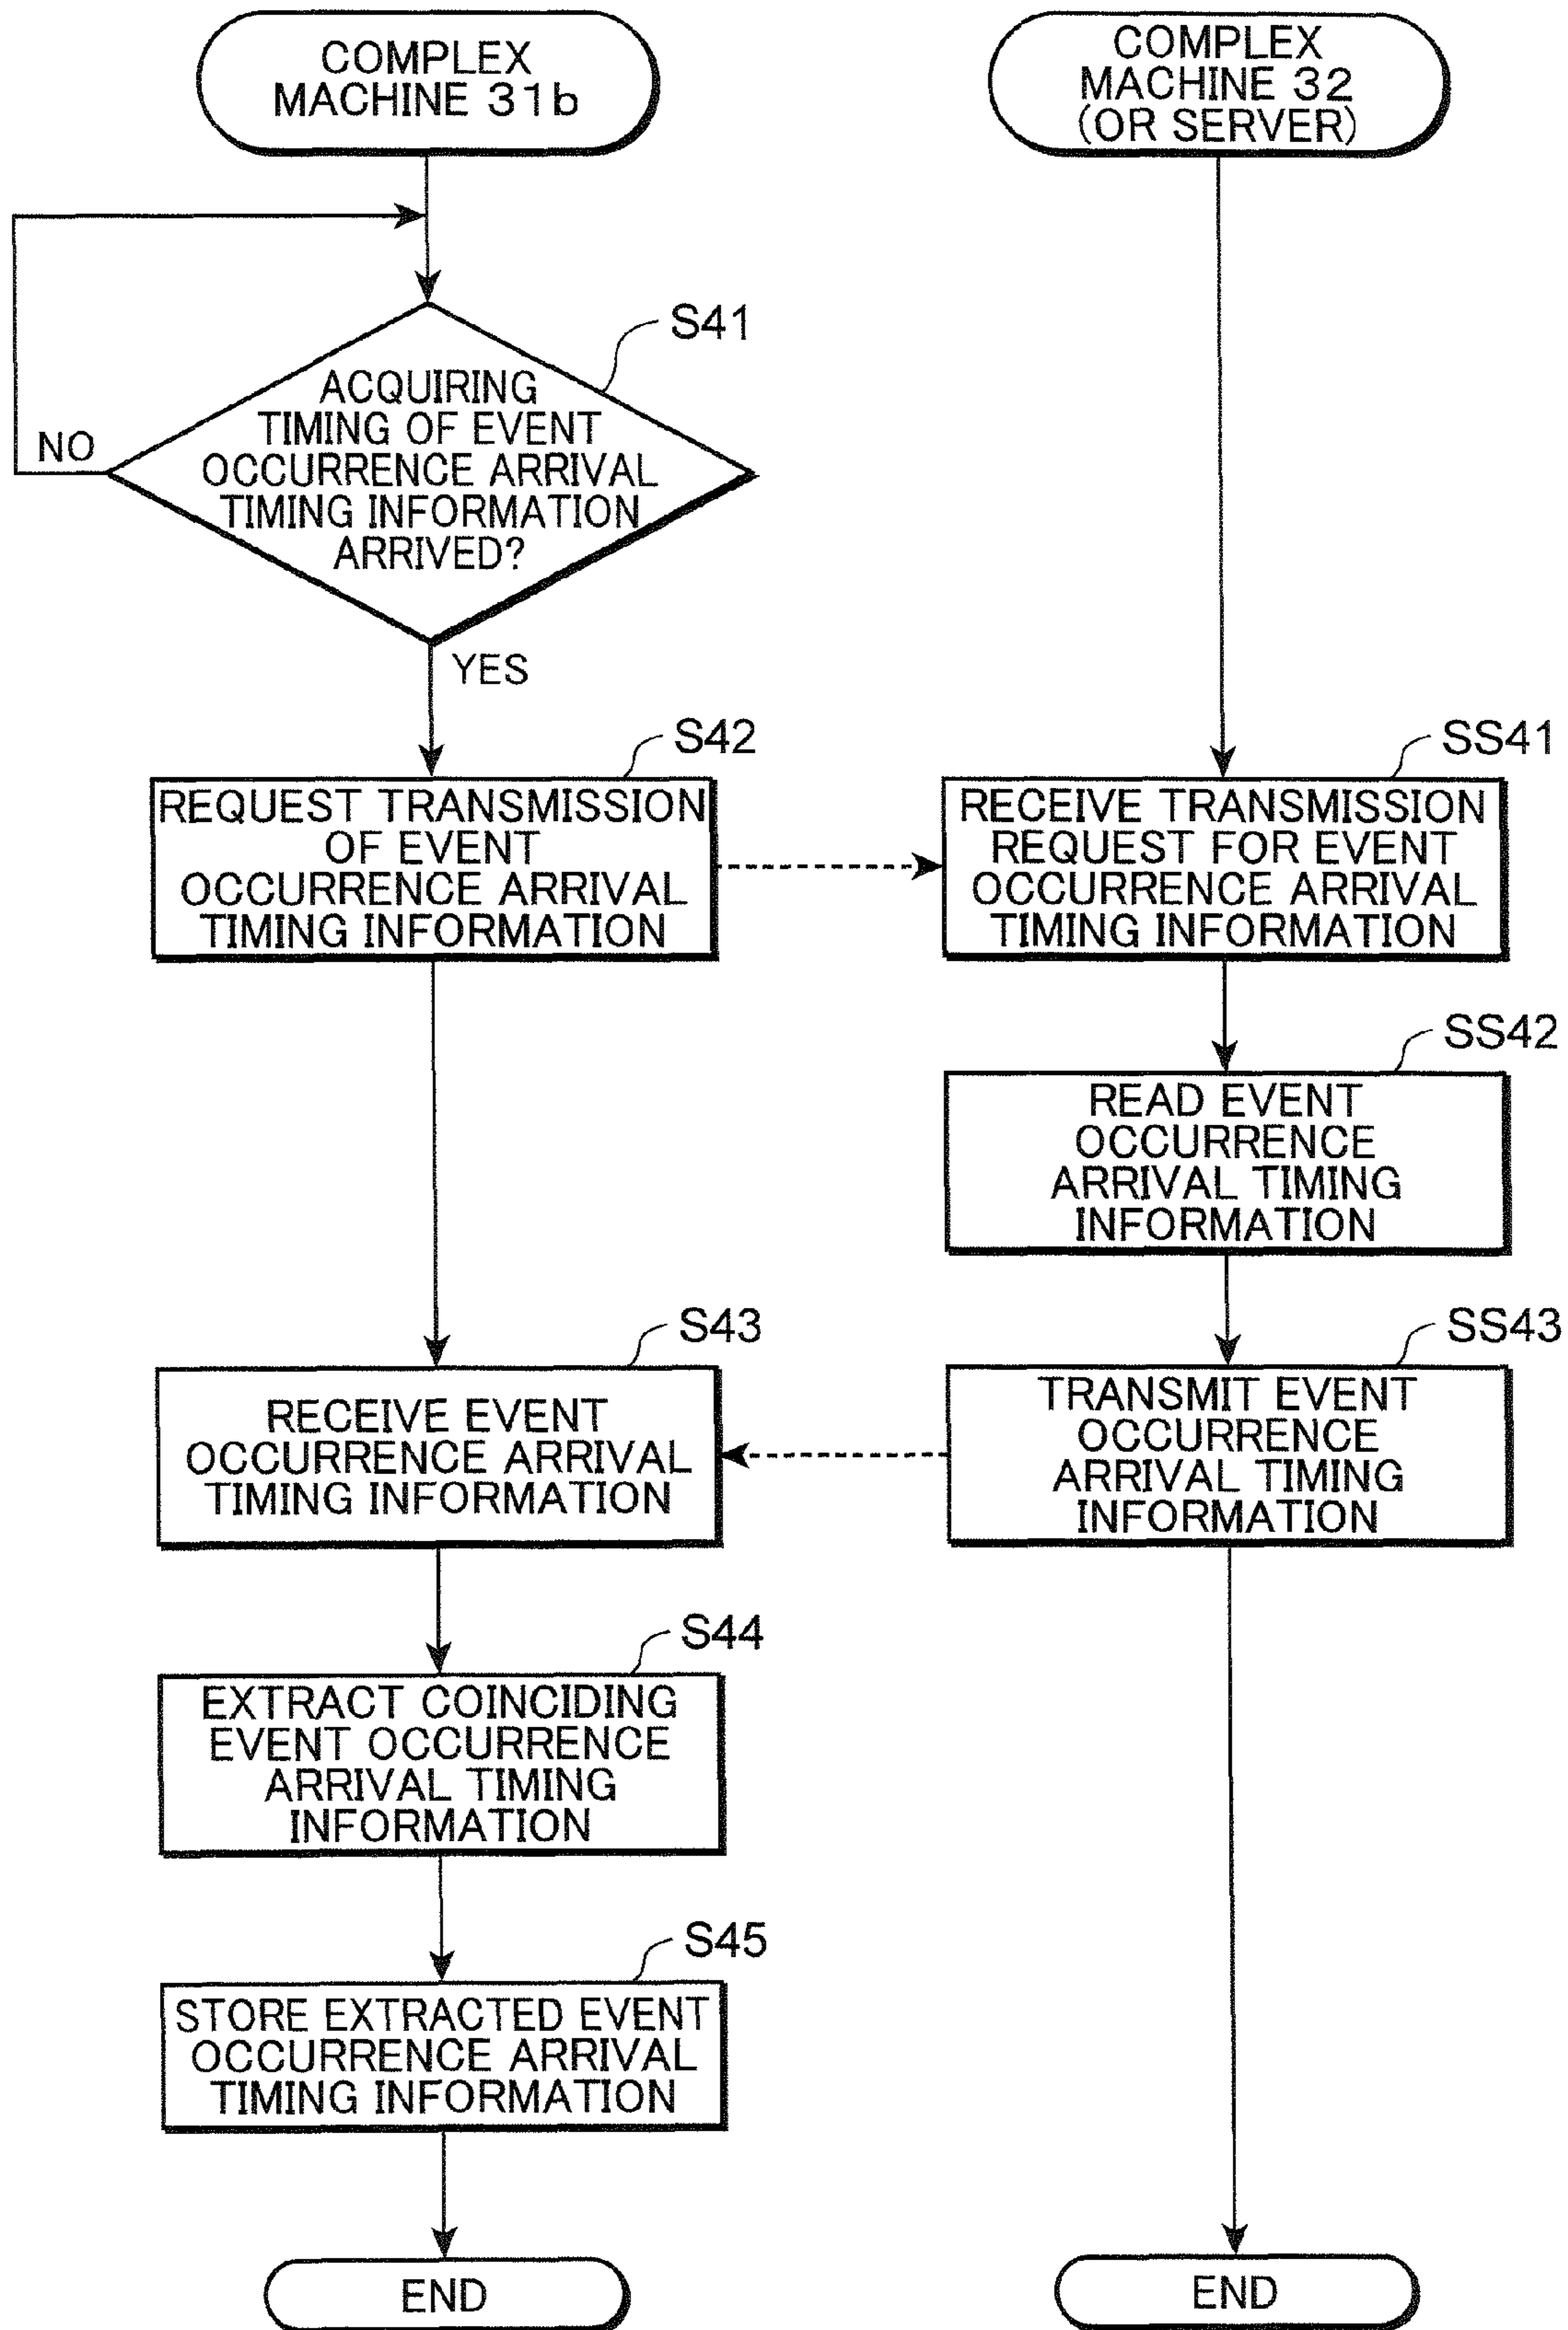 COMPLEX
MACHINE 31b
COMPLEX
MACHINE 32
(OR SERVER)
S41
ACQUIRING
TIMING OF EVENT
OCCURRENCE ARRIVAL
TIMING INFORMATION
ARRIVED?
NO
YES
S42
REQUEST TRANSMISSION
OF EVENT
OCCURRENCE ARRIVAL
TIMING INFORMATION
SS41
RECEIVE TRANSMISSION
REQUEST FOR EVENT
OCCURRENCE ARRIVAL
TIMING INFORMATION
SS42
READ EVENT
OCCURRENCE
ARRIVAL TIMING
INFORMATION
S43
RECEIVE EVENT
OCCURRENCE ARRIVAL
TIMING INFORMATION
SS43
TRANSMIT EVENT
OCCURRENCE
ARRIVAL TIMING
INFORMATION
S44
EXTRACT COINCIDING
EVENT OCCURRENCE
ARRIVAL TIMING
INFORMATION
S45
STORE EXTRACTED EVENT
OCCURRENCE ARRIVAL
TIMING INFORMATION
END
END